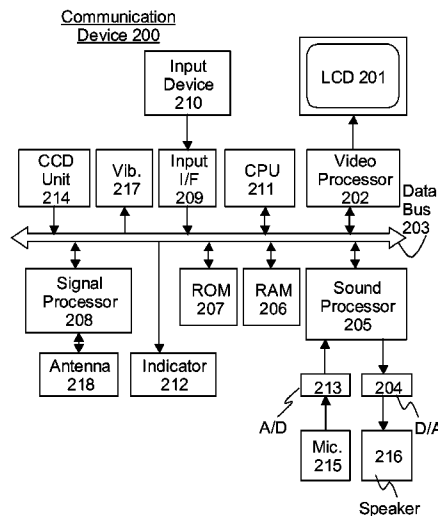 Communication
Device 200
Input
Device
210
LCD 201
CCD
Unit
214
Vib.
217
Input
I/F
209
CPU
211
Video
Processor
202
Data
Bus
203
Signal
Processor
208
ROM
207
RAM
206
Sound
Processor
205
Antenna
218
Indicator
212
213
204
A/D
D/A
Mic.
215
216
Speaker